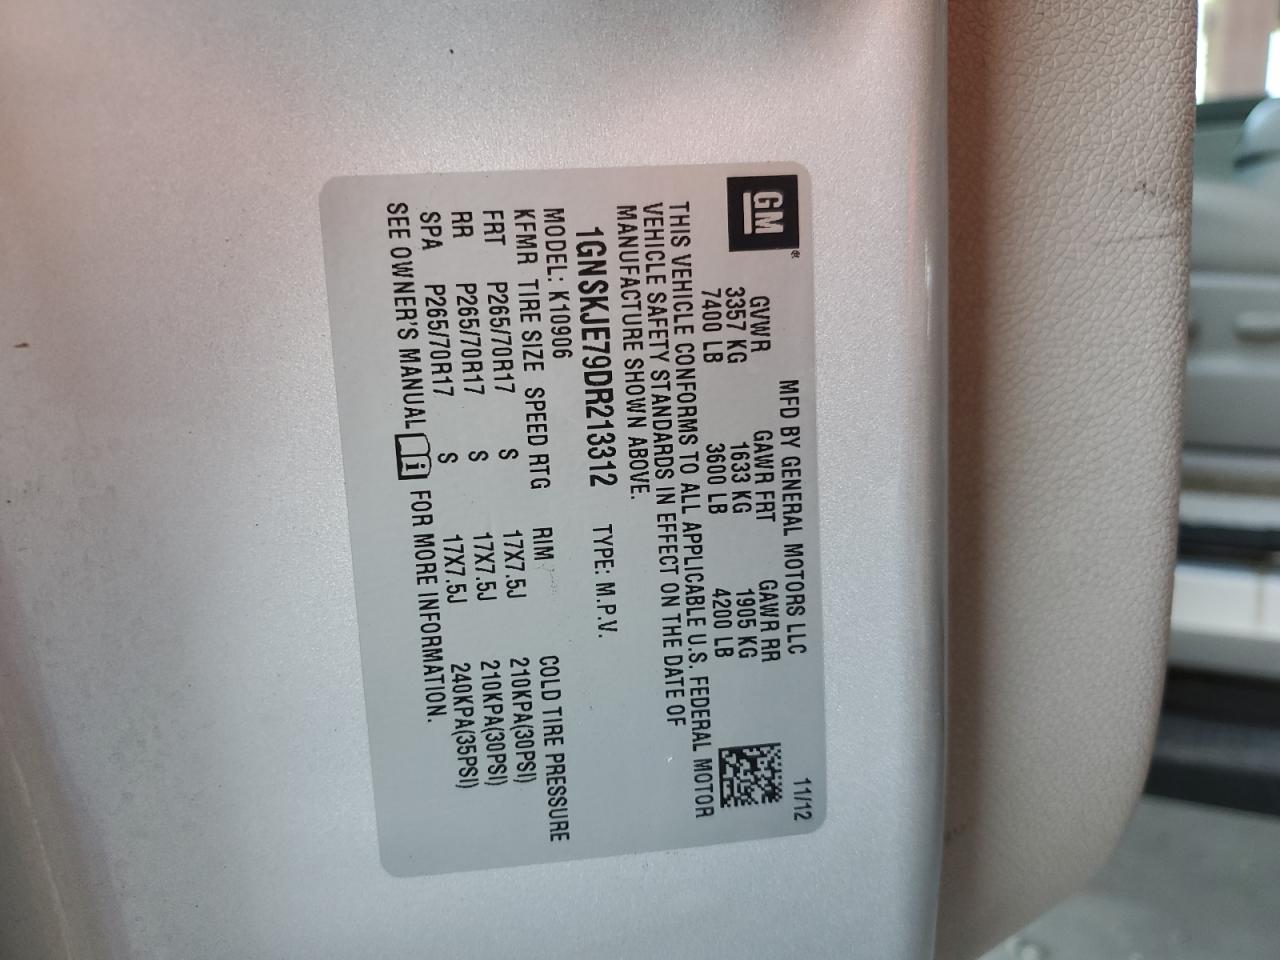 GM
MFD BY GENERAL MOTORS LLC 11/12
GVWR GAWR FRT GAWR RR
3357 KG 1633 KG 1905 KG
7400 LB 3600 LB 4200 LB
THIS VEHICLE CONFORMS TO ALL APPLICABLE U.S. FEDERAL MOTOR
VEHICLE SAFETY STANDARDS IN EFFECT ON THE DATE OF
MANUFACTURE SHOWN ABOVE.
1GNSKJE79DR213312 TYPE: M.P.V.
MODEL: K10906
KFMR TIRE SIZE SPEED RTG RIM COLD TIRE PRESSURE
FRT P265/70R17 S 17X7.5J 210KPA(30PSI)
RR P265/70R17 S 17X7.5J 210KPA(30PSI)
SPA P265/70R17 S 17X7.5J 240KPA(35PSI)
SEE OWNER'S MANUAL i FOR MORE INFORMATION.